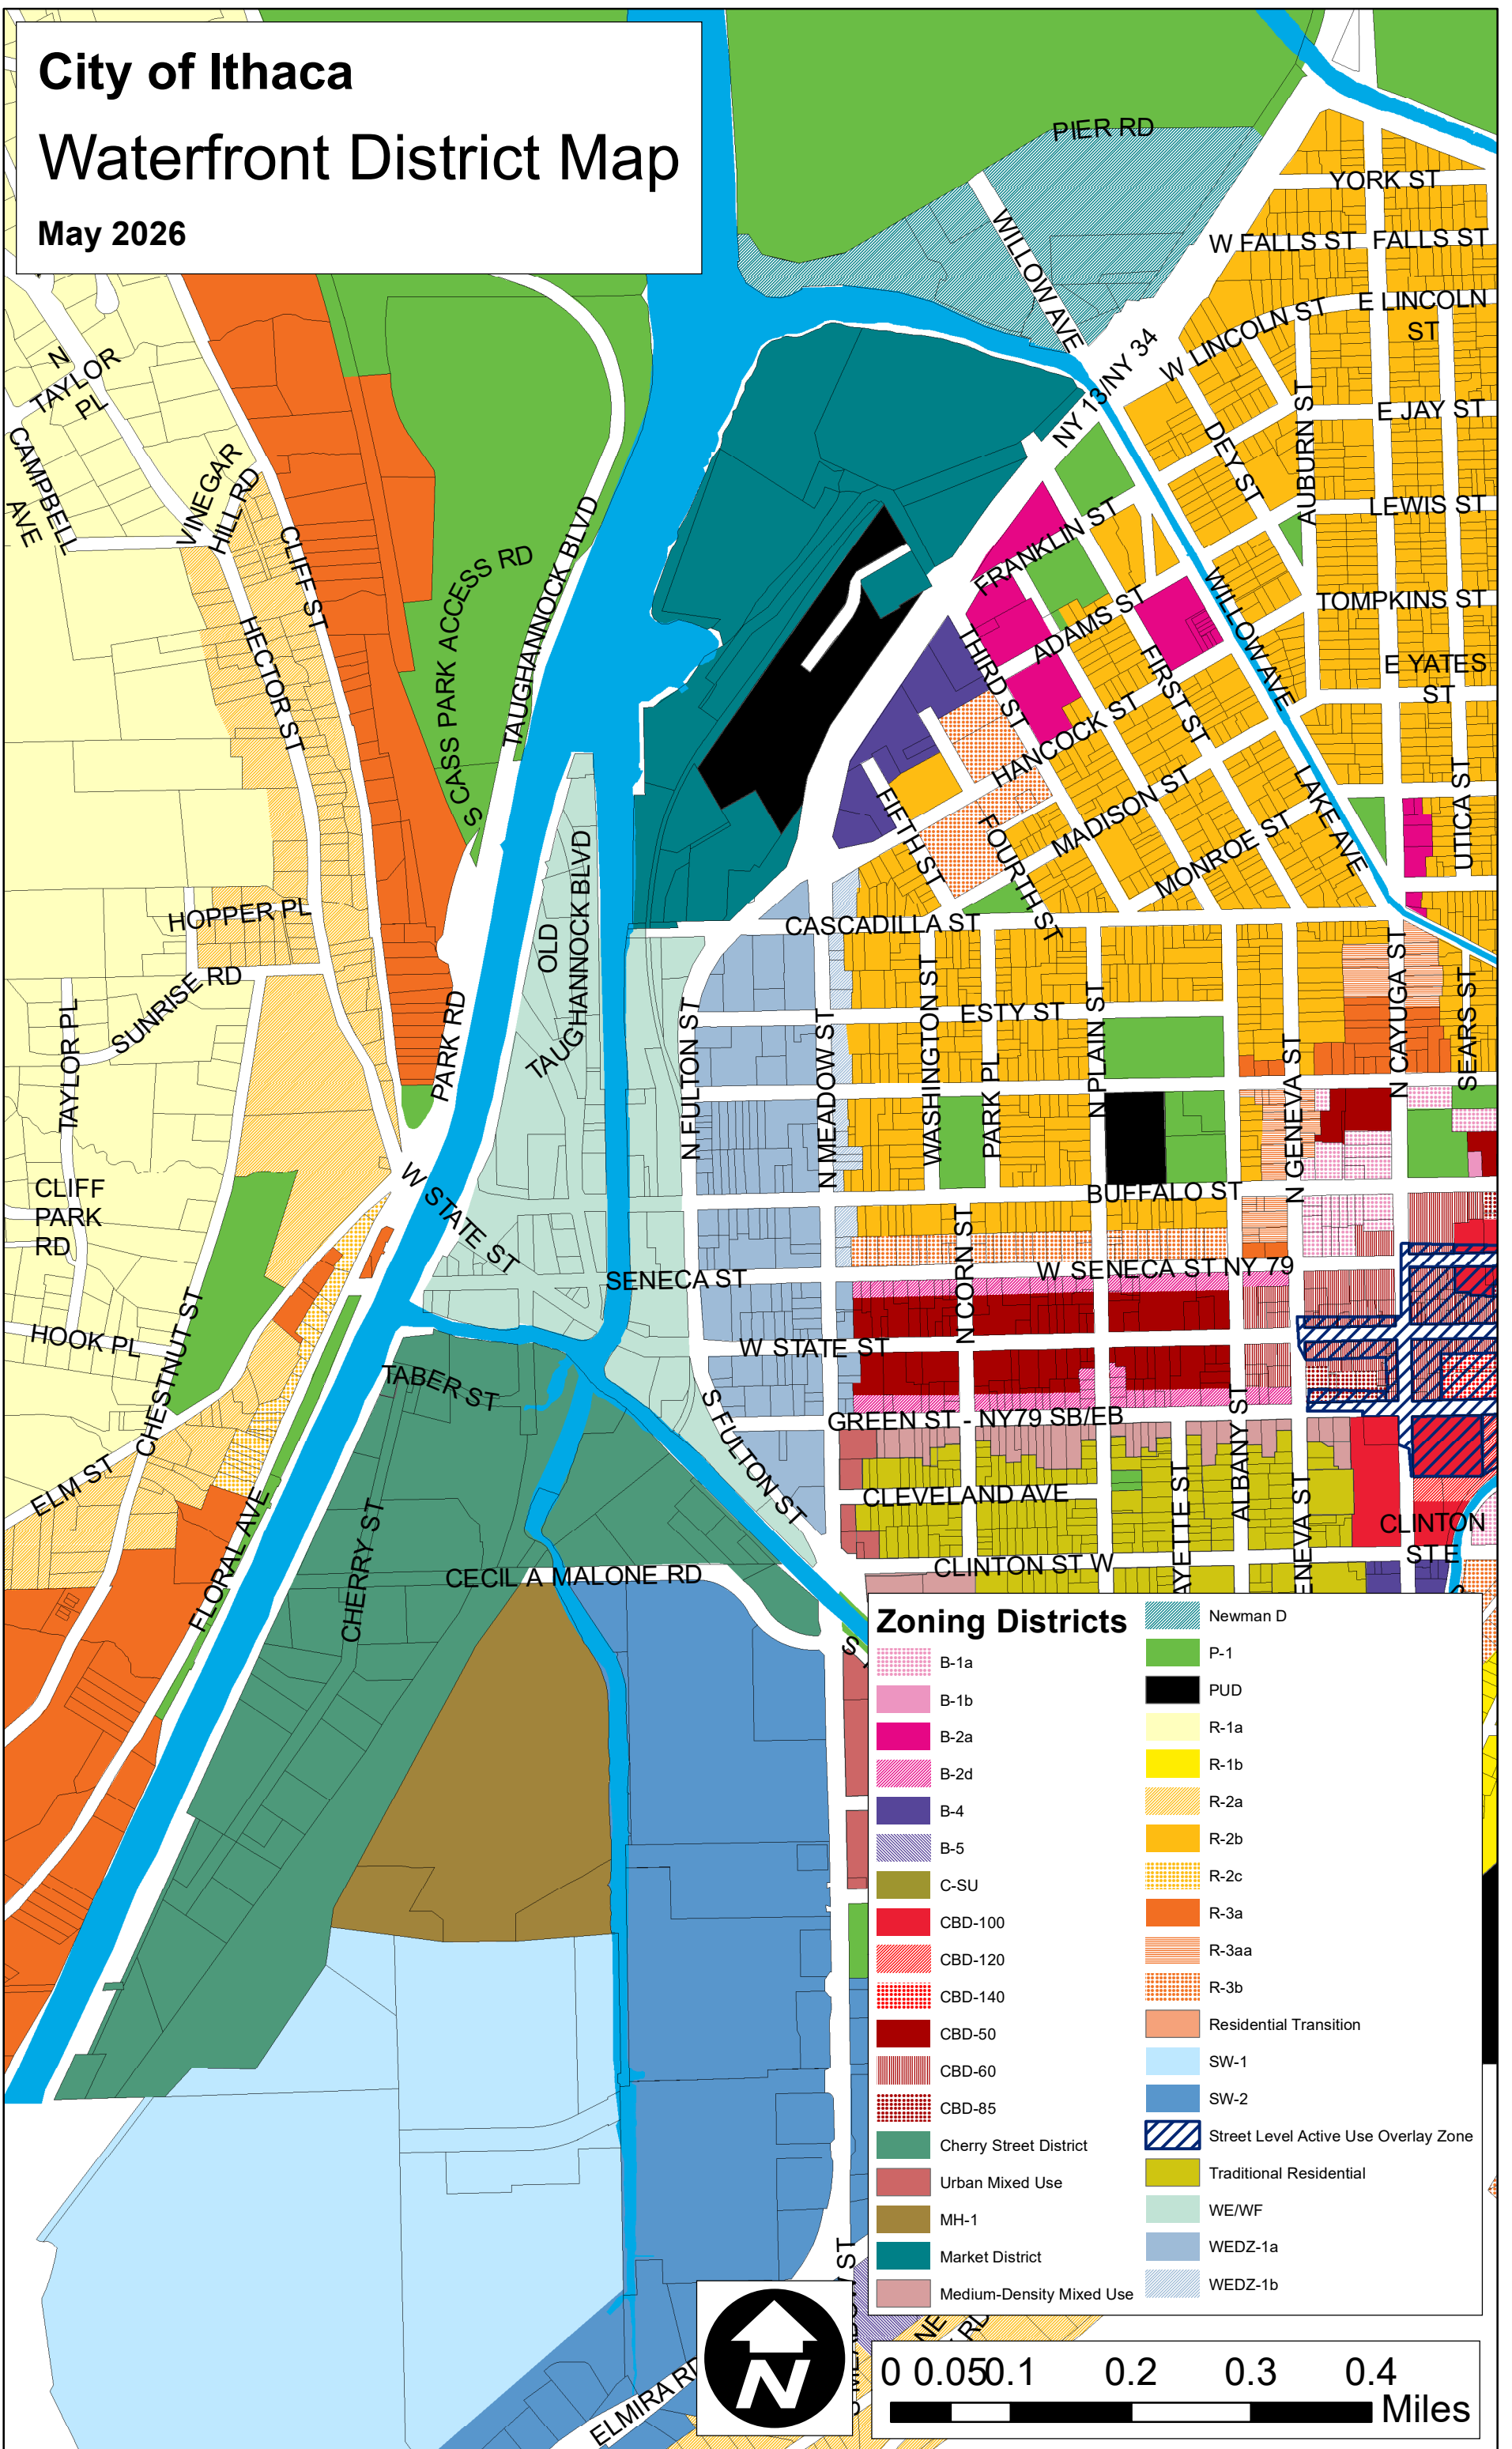 City of Ithaca
Waterfront District Map
May 2026
PIER RD
YORK ST
W FALLS ST
FALLS ST
WILLOW AVE
E LINCOLN
ST
W LINCOLN ST
NY 13/NY 34
N
TAYLOR
PL
E JAY ST
AUBURN ST
DEY ST
CAMPBELL
AVE
VINEGAR
HILL RD
CLIFF ST
LEWIS ST
FRANKLIN ST
CASS PARK ACCESS RD
S
TAUGHANNOCK BLVD
TOMPKINS ST
WILLOW AVE
ADAMS ST
HECTOR ST
THIRD ST
FIRST ST
E YATES
ST
HANCOCK ST
MADISON ST
LAKE AVE
UTICA ST
FIFTH ST
FOURTH ST
MONROE ST
OLD
TAUGHANNOCK BLVD
HOPPER PL
CASCADILLA ST
SUNRISE RD
TAYLOR PL
PARK RD
N FULTON ST
N MEADOW ST
WASHINGTON ST
ESTY ST
PARK PL
N PLAIN ST
N GENEVA ST
N CAYUGA ST
SEARS ST
CLIFF
PARK
RD
W STATE ST
BUFFALO ST
N CORN ST
SENECA ST
W SENECA ST NY 79
HOOK PL
CHESTNUT ST
W STATE ST
TABER ST
S FULTON ST
GREEN ST - NY79 SB/EB
ALBANY ST
ELM ST
CLEVELAND AVE
AYETTE ST
ENEVA ST
CLINTON
ST E
FLORAL AVE
CHERRY ST
CECIL A MALONE RD
CLINTON ST W
S
Zoning Districts
B-1a
B-1b
B-2a
B-2d
B-4
B-5
C-SU
CBD-100
CBD-120
CBD-140
CBD-50
CBD-60
CBD-85
Cherry Street District
Urban Mixed Use
MH-1
Market District
Medium-Density Mixed Use
Newman D
P-1
PUD
R-1a
R-1b
R-2a
R-2b
R-2c
R-3a
R-3aa
R-3b
Residential Transition
SW-1
SW-2
Street Level Active Use Overlay Zone
Traditional Residential
WE/WF
WEDZ-1a
WEDZ-1b
ELMIRA RD
N
0 0.05 0.1 0.2 0.3 0.4
Miles